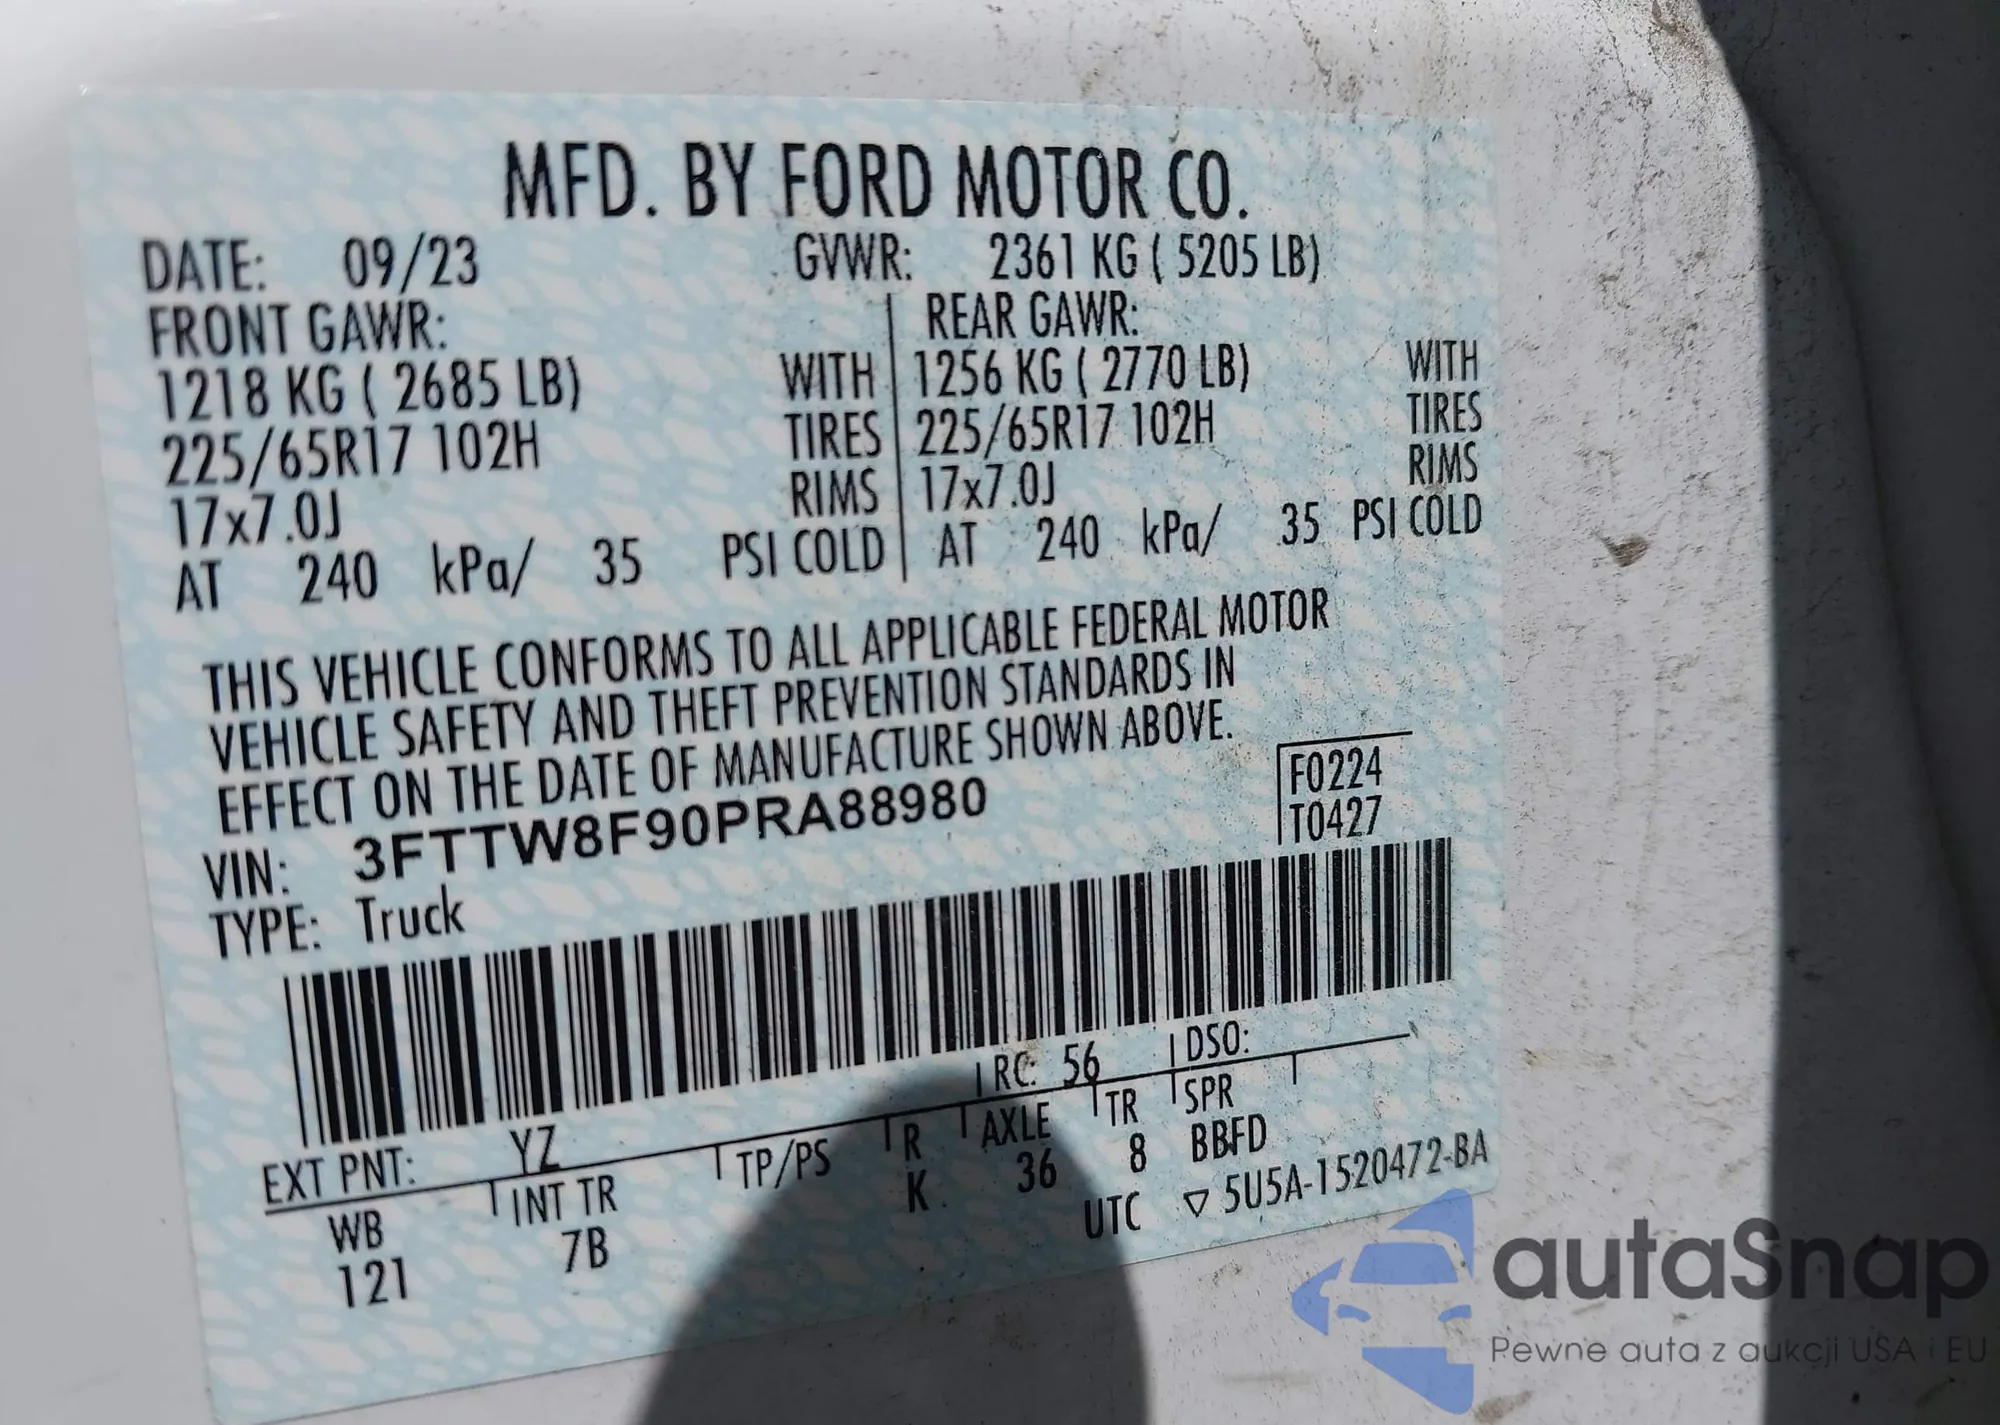 MFD. BY FORD MOTOR CO.
DATE: 09/23 GVWR: 2361 KG ( 5205 LB)
FRONT GAWR: REAR GAWR:
1218 KG ( 2685 LB) WITH 1256 KG ( 2770 LB) WITH
225/65R17 102H TIRES 225/65R17 102H TIRES
17x7.0J RIMS 17x7.0J RIMS
AT 240 kPa/ 35 PSI COLD AT 240 kPa/ 35 PSI COLD
THIS VEHICLE CONFORMS TO ALL APPLICABLE FEDERAL MOTOR
VEHICLE SAFETY AND THEFT PREVENTION STANDARDS IN
EFFECT ON THE DATE OF MANUFACTURE SHOWN ABOVE.
F0224
VIN: 3FTTW8F90PRA88980 T0427
TYPE: Truck
RC: 56 DSO:
EXT PNT: YZ
WB INT TR TP/PS R AXLE TR SPR
121 7B K 36 8 BBFD
UTC ▽ 5U5A-1520472-BA
autaSnap
Pewne auta z aukcji USA i EU